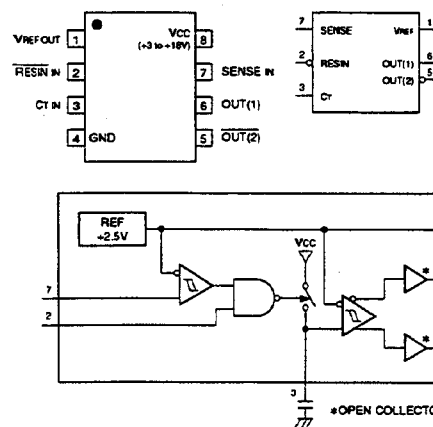 VREFOUT 1
RESIN IN 2
CT IN 3
4 GND
VCC 8
(+3 to +18V)
7 SENSE IN
6 OUT(1)
5 OUT(2)
7 SENSE VREF 1
2 RESIN OUT(1) 6
OUT(2) 5
3 CT
REF
+2.5V
VCC
7
2
*
*
3
*OPEN COLLECTO